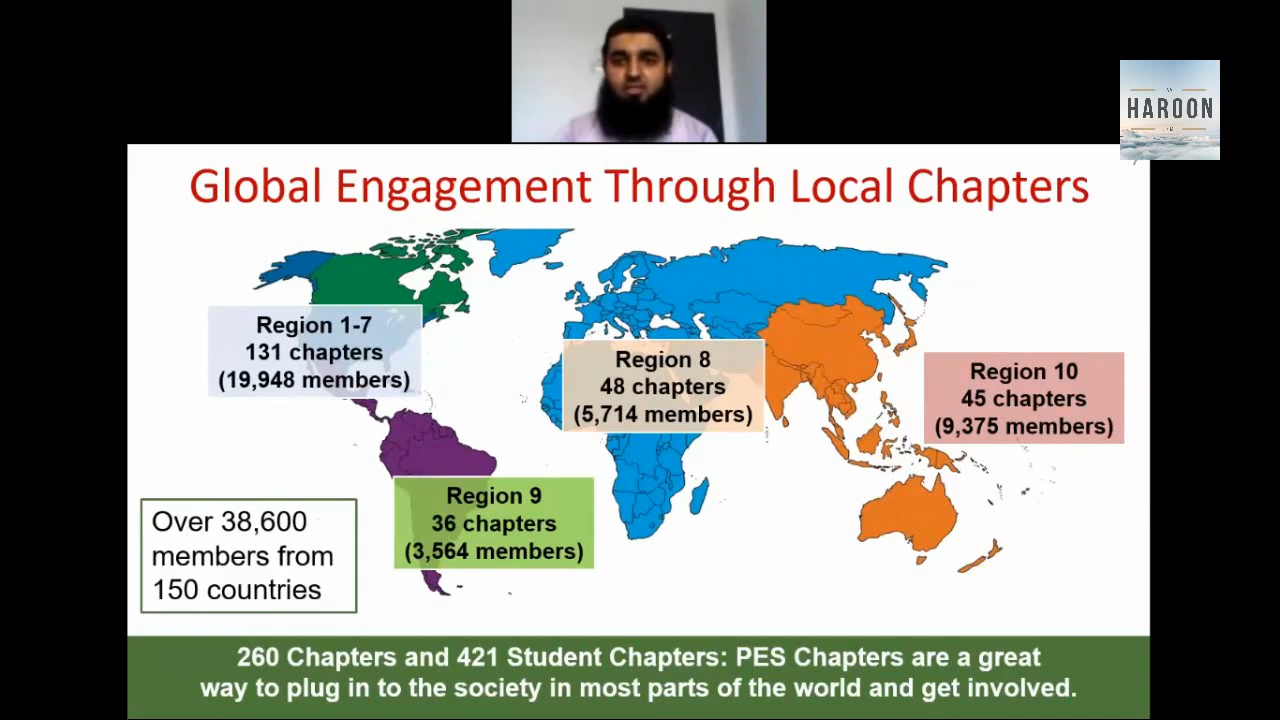 HAROON
Global Engagement Through Local Chapters
Region 1-7
131 chapters
(19,948 members)
Region 8
48 chapters
(5,714 members)
Region 10
45 chapters
(9,375 members)
Region 9
36 chapters
(3,564 members)
Over 38,600
members from
150 countries
260 Chapters and 421 Student Chapters: PES Chapters are a great
way to plug in to the society in most parts of the world and get involved.